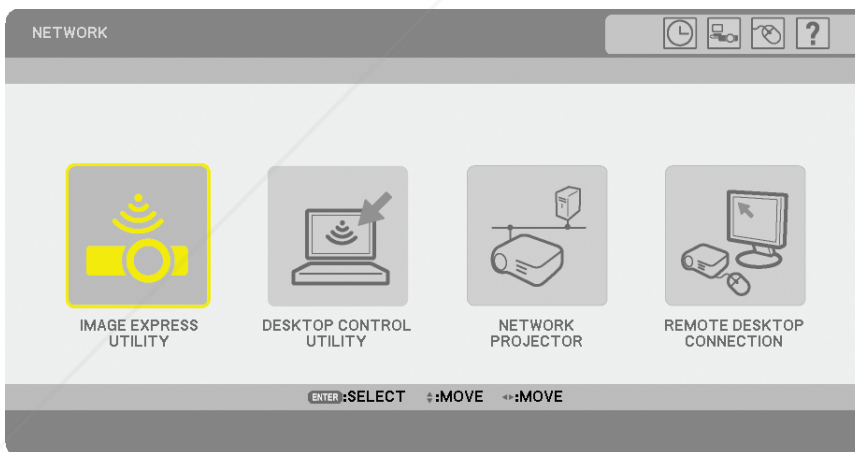 NETWORK
?
IMAGE EXPRESS
UTILITY
DESKTOP CONTROL
UTILITY
NETWORK
PROJECTOR
REMOTE DESKTOP
CONNECTION
ENTER:SELECT :MOVE :MOVE